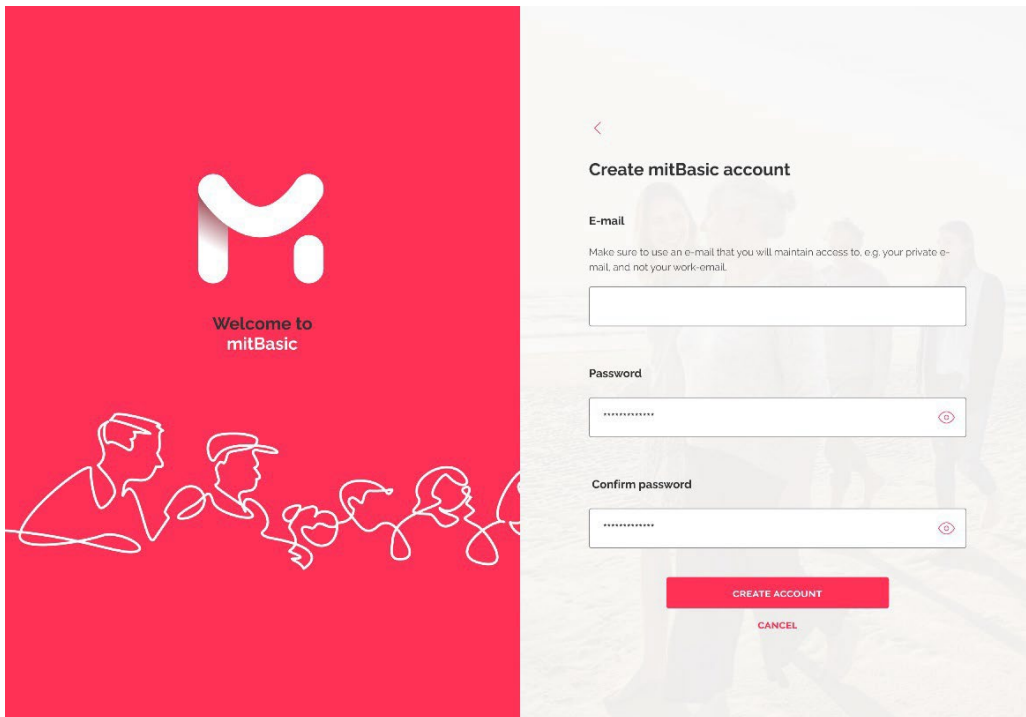 Welcome to
mitBasic
Create mitBasic account
E-mail
Make sure to use an e-mail that you will maintain access to, e.g. your private e-
mail, and not your work-email.
Password
*************
Confirm password
*************
CREATE ACCOUNT
CANCEL